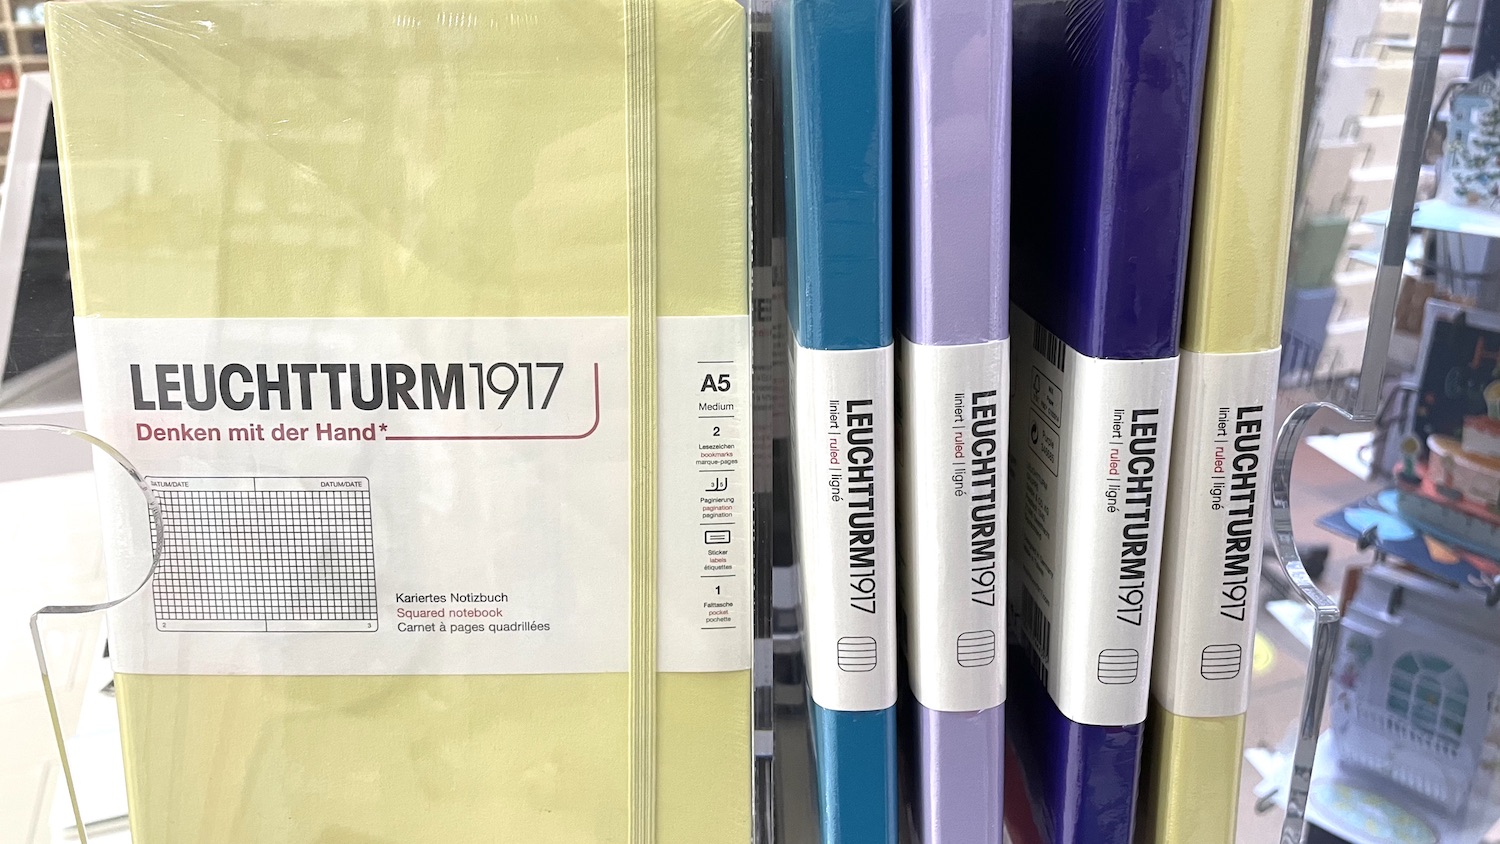 LEUCHTTURM1917
Denken mit der Hand*
DATUM/DATE
2
3
Kariertes Notizbuch
Squared notebook
Carnet à pages quadrillées
A5
Medium
2
Lesezeichen
bookmarks
marque-pages
Paginierung
pagination
pagination
Sticker
labels
étiquettes
1
Falttasche
pocket
pochette
LEUCHTTURM1917
liniert | ruled | ligné
LEUCHTTURM1917
liniert | ruled | ligné
LEUCHTTURM1917
liniert | ruled | ligné
LEUCHTTURM1917
liniert | ruled | ligné